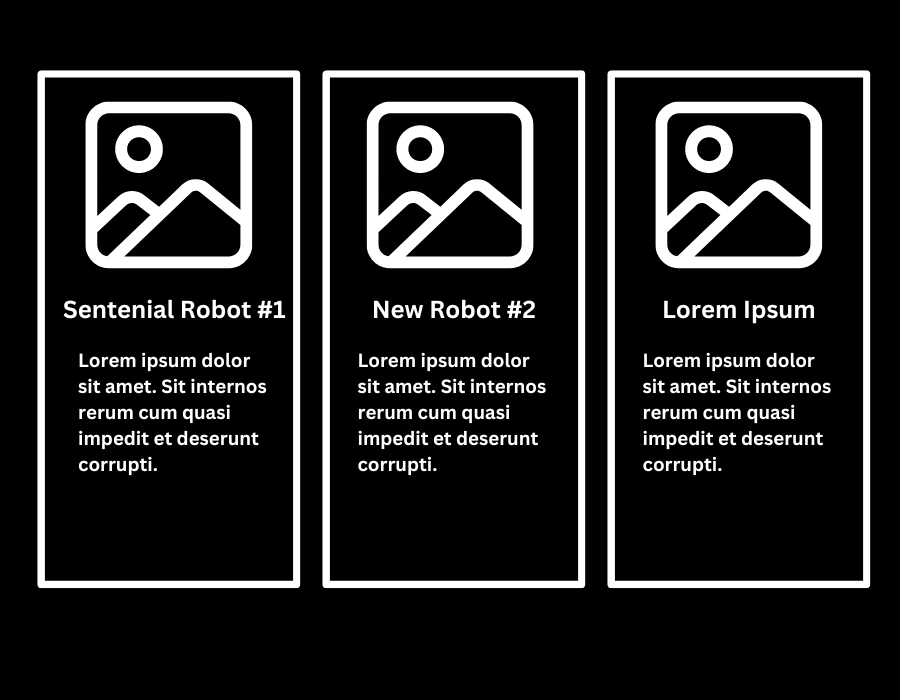 Sentenial Robot #1
Lorem ipsum dolor
sit amet. Sit internos
rerum cum quasi
impedit et deserunt
corrupti.
New Robot #2
Lorem ipsum dolor
sit amet. Sit internos
rerum cum quasi
impedit et deserunt
corrupti.
Lorem Ipsum
Lorem ipsum dolor
sit amet. Sit internos
rerum cum quasi
impedit et deserunt
corrupti.